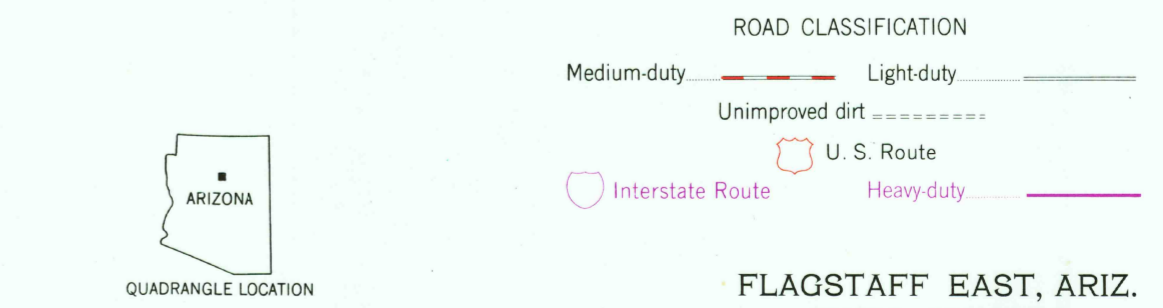 ROAD CLASSIFICATION
Medium-duty Light-duty
Unimproved dirt
U. S. Route
Interstate Route Heavy-duty
ARIZONA
QUADRANGLE LOCATION
FLAGSTAFF EAST, ARIZ.